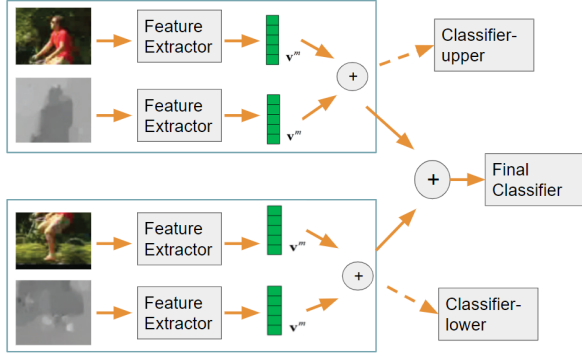 Feature
Extractor
v^m
+
Classifier-
upper
Feature
Extractor
v^m
+
Final
Classifier
Feature
Extractor
v^m
+
Feature
Extractor
v^m
Classifier-
lower